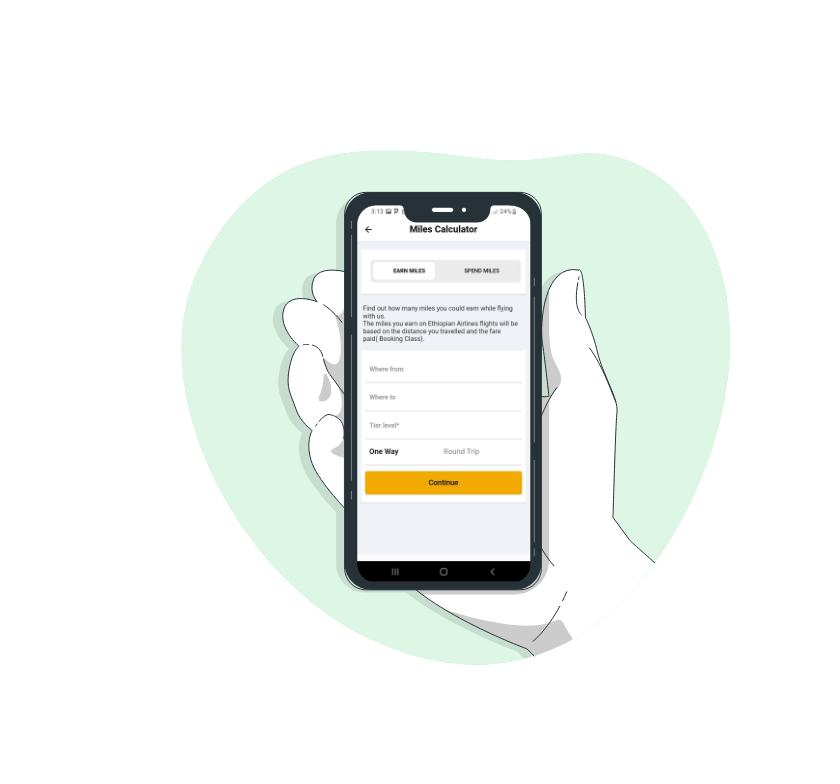 3:13 24%
Miles Calculator
EARN MILES SPEND MILES
Find out how many miles you could earn while flying
with us.
The miles you earn on Ethiopian Airlines flights will be
based on the distance you travelled and the fare
paid( Booking Class).
Where from
Where to
Tier level*
One Way Round Trip
Continue